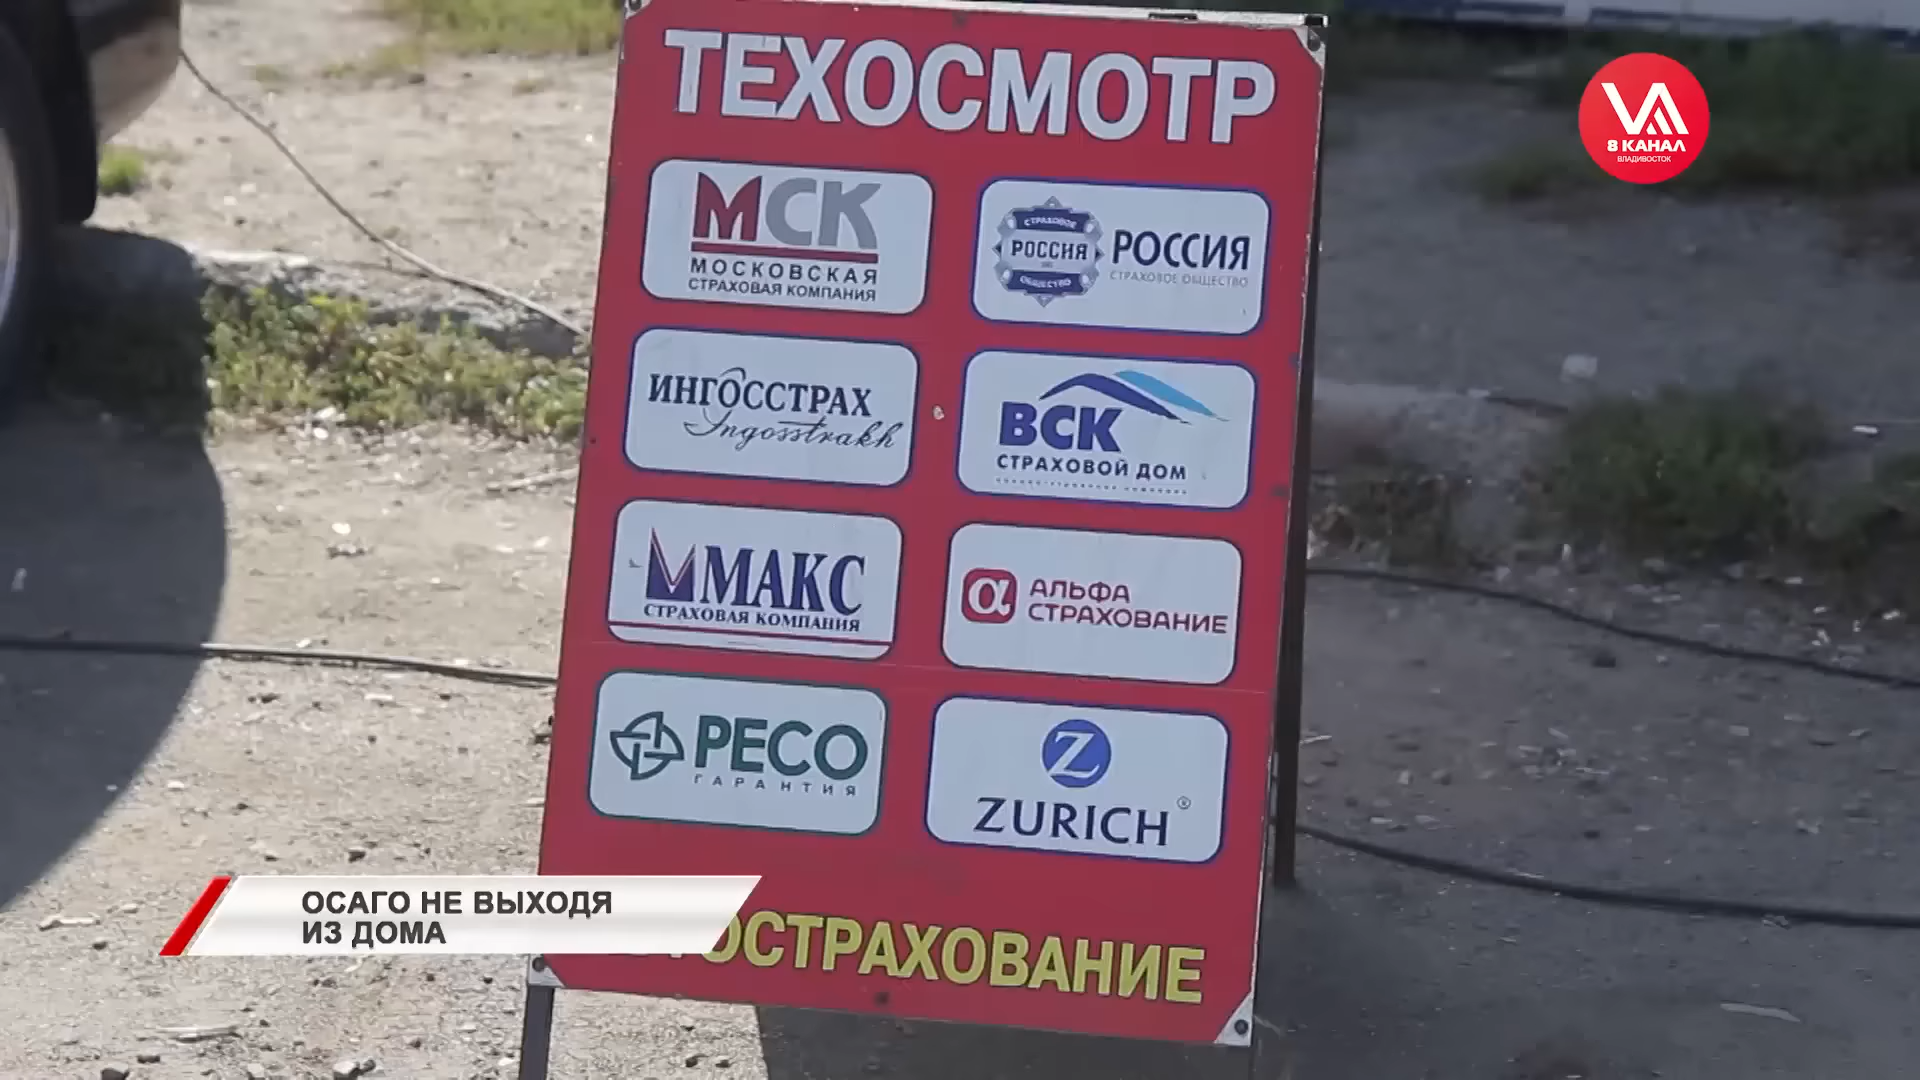 ТЕХОСМОТР
МСК
МОСКОВСКАЯ
СТРАХОВАЯ КОМПАНИЯ
СТРАХОВОЕ
РОССИЯ
ОБЩЕСТВО
РОССИЯ
СТРАХОВОЕ ОБЩЕСТВО
ИНГОССТРАХ
Ingosstrakh
ВСК
СТРАХОВОЙ ДОМ
МАКС
СТРАХОВАЯ КОМПАНИЯ
АЛЬФА
СТРАХОВАНИЕ
РЕСО
ГАРАНТИЯ
Z
ZURICH ®
ОСТРАХОВАНИЕ
8 КАНАЛ
ВЛАДИВОСТОК
ОСАГО НЕ ВЫХОДЯ
ИЗ ДОМА